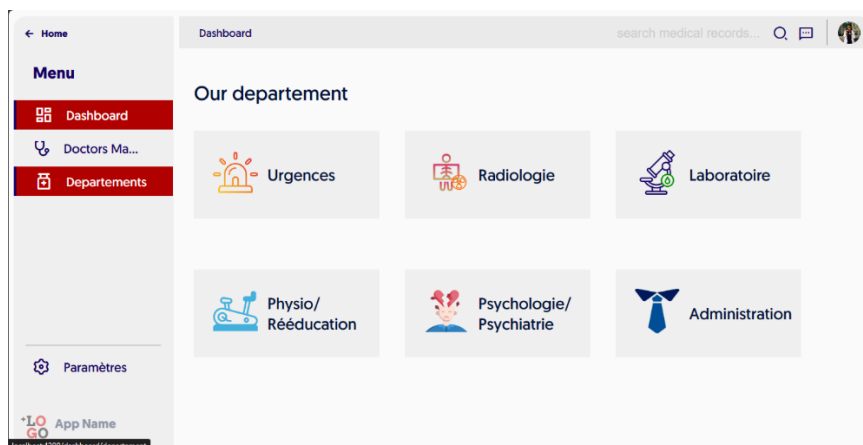 ← Home
Dashboard
search medical records...
Menu
Dashboard
Doctors Ma...
Departements
Our departement
Urgences
Radiologie
Laboratoire
Physio/
Rééducation
Psychologie/
Psychiatrie
Administration
Paramètres
+LO
GO
App Name